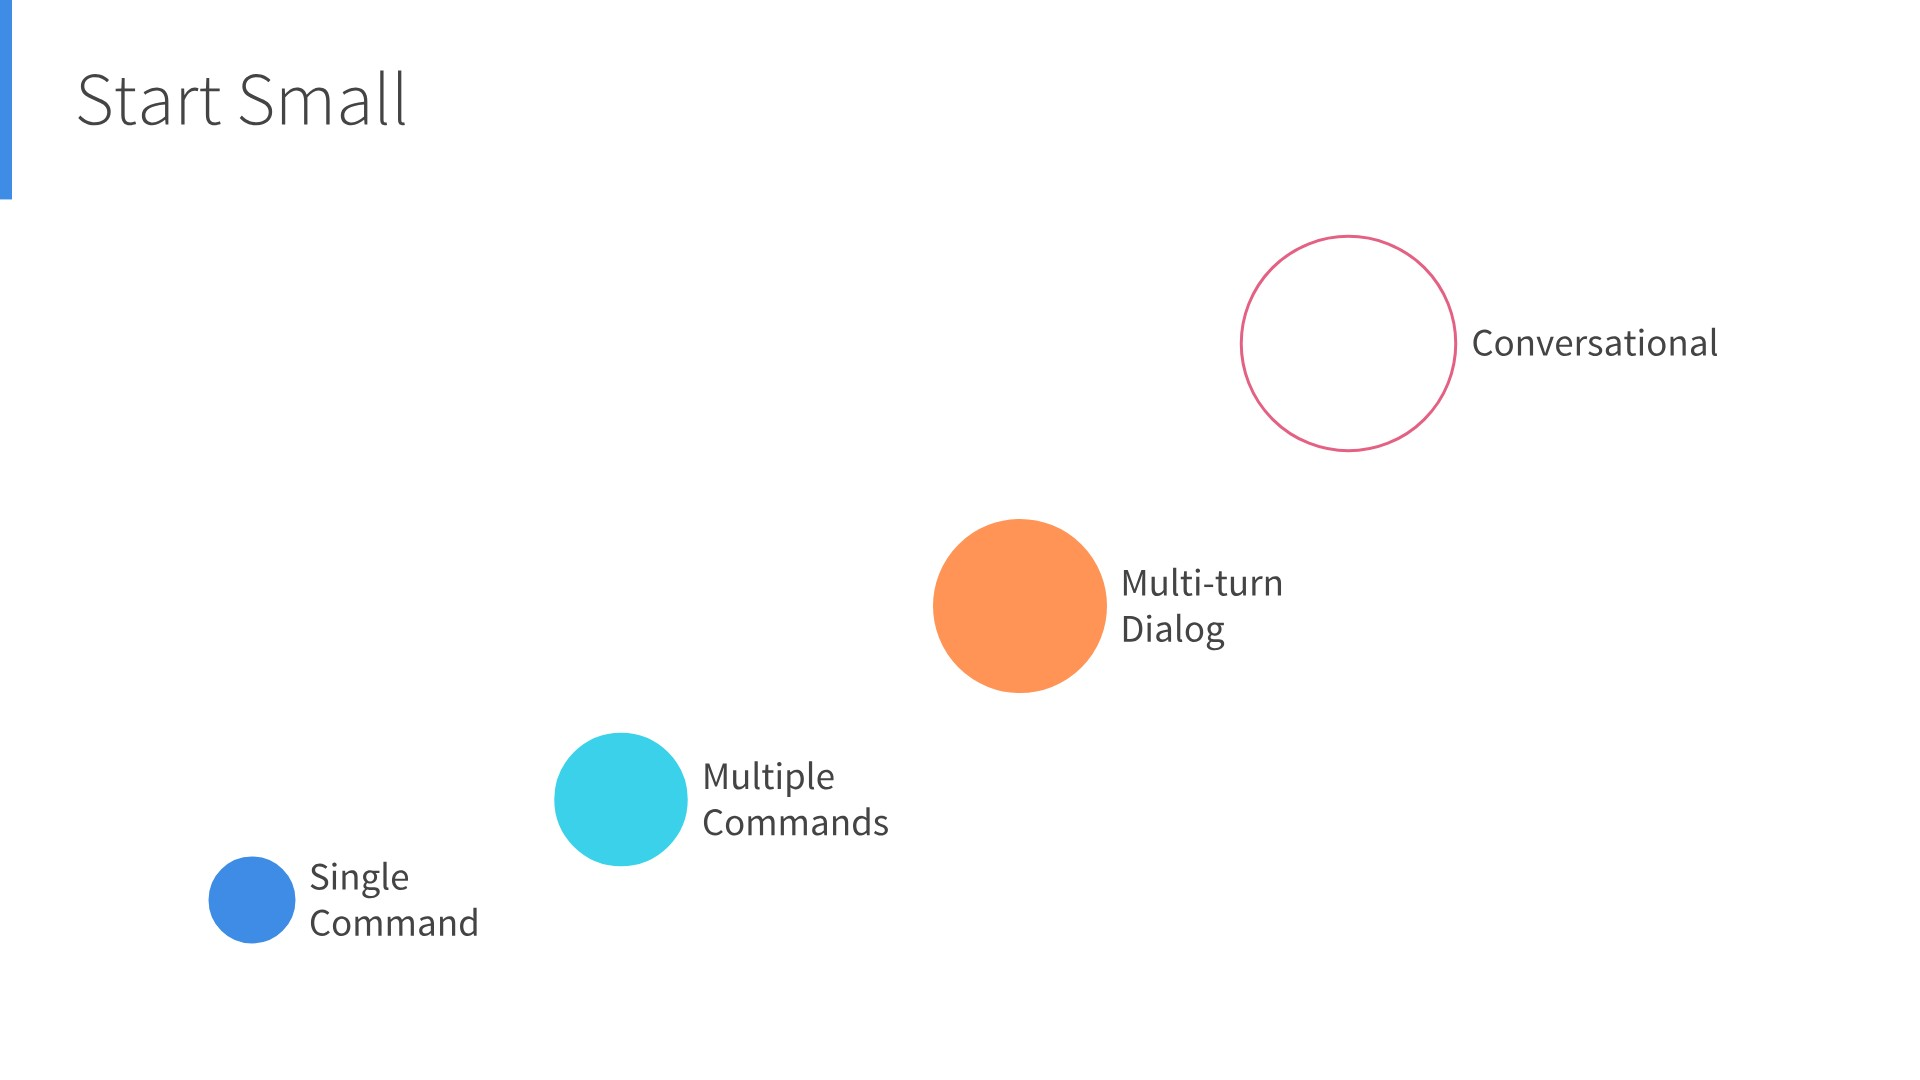 Start Small
Conversational
Multi-turn
Dialog
Multiple
Commands
Single
Command